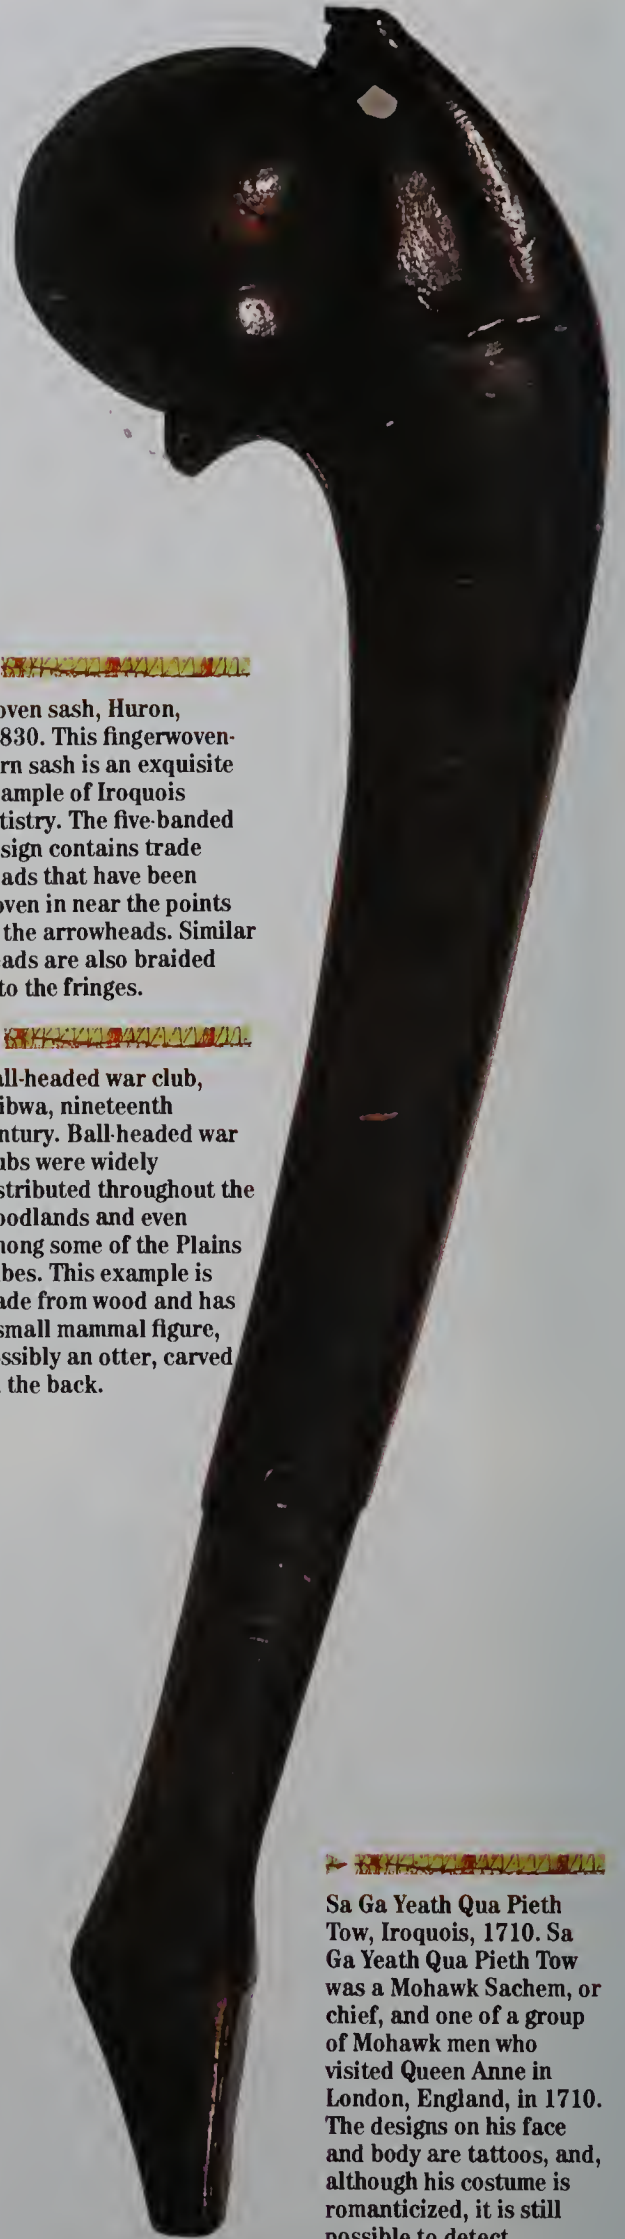 oven sash, Huron,
830. This fingerwoven-
rn sash is an exquisite
ample of Iroquois
tistry. The five-banded
sign contains trade
ads that have been
oven in near the points
the arrowheads. Similar
ads are also braided
to the fringes.
all-headed war club,
ibwa, nineteenth
ntury. Ball-headed war
ubs were widely
stributed throughout the
oodlands and even
nong some of the Plains
bes. This example is
ade from wood and has
small mammal figure,
ossibly an otter, carved
the back.
Sa Ga Yeath Qua Pieth
Tow, Iroquois, 1710. Sa
Ga Yeath Qua Pieth Tow
was a Mohawk Sachem, or
chief, and one of a group
of Mohawk men who
visited Queen Anne in
London, England, in 1710.
The designs on his face
and body are tattoos, and,
although his costume is
romanticized, it is still
possible to detect